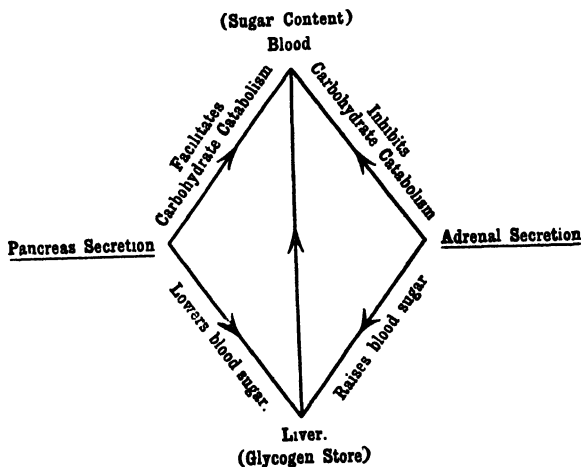 (Sugar Content)
Blood
Facilitates
Carbohydrate Catabolism
Inhibits
Carbohydrate Catabolism
Pancreas Secretion
Adrenal Secretion
Lowers blood sugar.
Raises blood sugar
Liver.
(Glycogen Store)